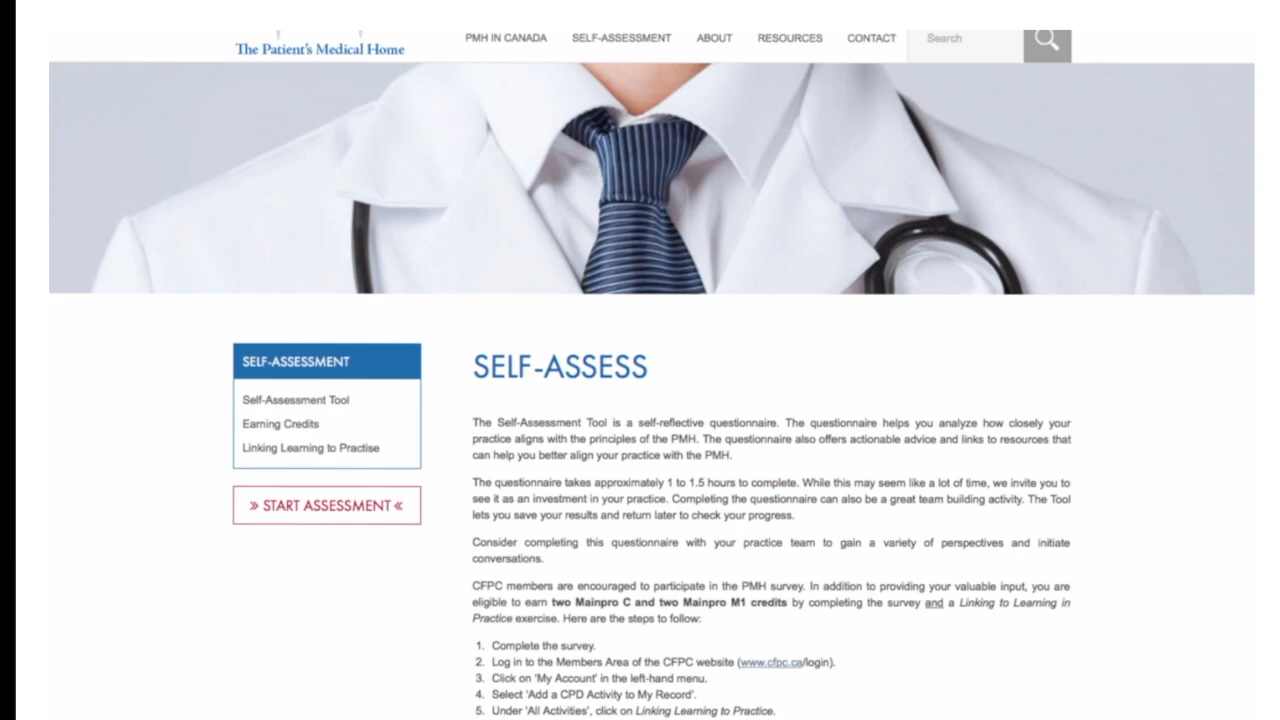 The Patient's Medical Home
PMH IN CANADA SELF-ASSESSMENT ABOUT RESOURCES CONTACT Search
SELF-ASSESSMENT
Self-Assessment Tool
Earning Credits
Linking Learning to Practise
» START ASSESSMENT «
SELF-ASSESS
The Self-Assessment Tool is a self-reflective questionnaire. The questionnaire helps you analyze how closely your
practice aligns with the principles of the PMH. The questionnaire also offers actionable advice and links to resources that
can help you better align your practice with the PMH.
The questionnaire takes approximately 1 to 1.5 hours to complete. While this may seem like a lot of time, we invite you to
see it as an investment in your practice. Completing the questionnaire can also be a great team building activity. The Tool
lets you save your results and return later to check your progress.
Consider completing this questionnaire with your practice team to gain a variety of perspectives and initiate
conversations.
CFPC members are encouraged to participate in the PMH survey. In addition to providing your valuable input, you are
eligible to earn two Mainpro C and two Mainpro M1 credits by completing the survey and a Linking to Learning in
Practice exercise. Here are the steps to follow:
1. Complete the survey.
2. Log in to the Members Area of the CFPC website (www.cfpc.ca/login).
3. Click on 'My Account' in the left-hand menu.
4. Select 'Add a CPD Activity to My Record'.
5. Under 'All Activities', click on Linking Learning to Practice.